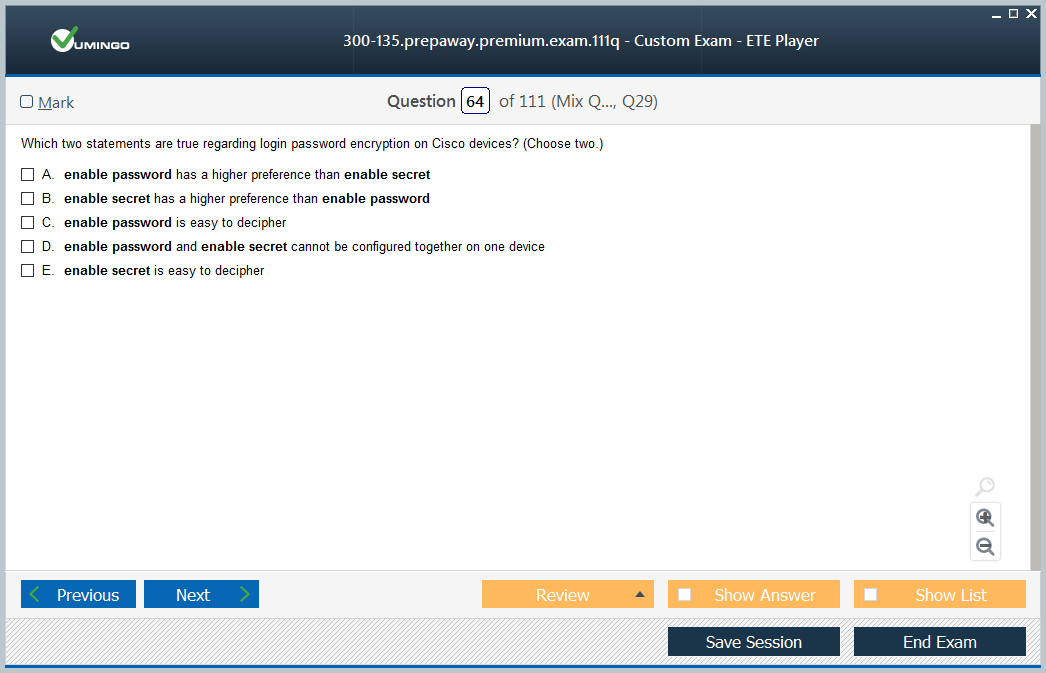 VUMINGO
300-135.prepaway.premium.exam.111q - Custom Exam - ETE Player
Mark
Question 64 of 111 (Mix Q..., Q29)
Which two statements are true regarding login password encryption on Cisco devices? (Choose two.)
A. enable password has a higher preference than enable secret
B. enable secret has a higher preference than enable password
C. enable password is easy to decipher
D. enable password and enable secret cannot be configured together on one device
E. enable secret is easy to decipher
Previous
Next
Review
Show Answer
Show List
Save Session
End Exam